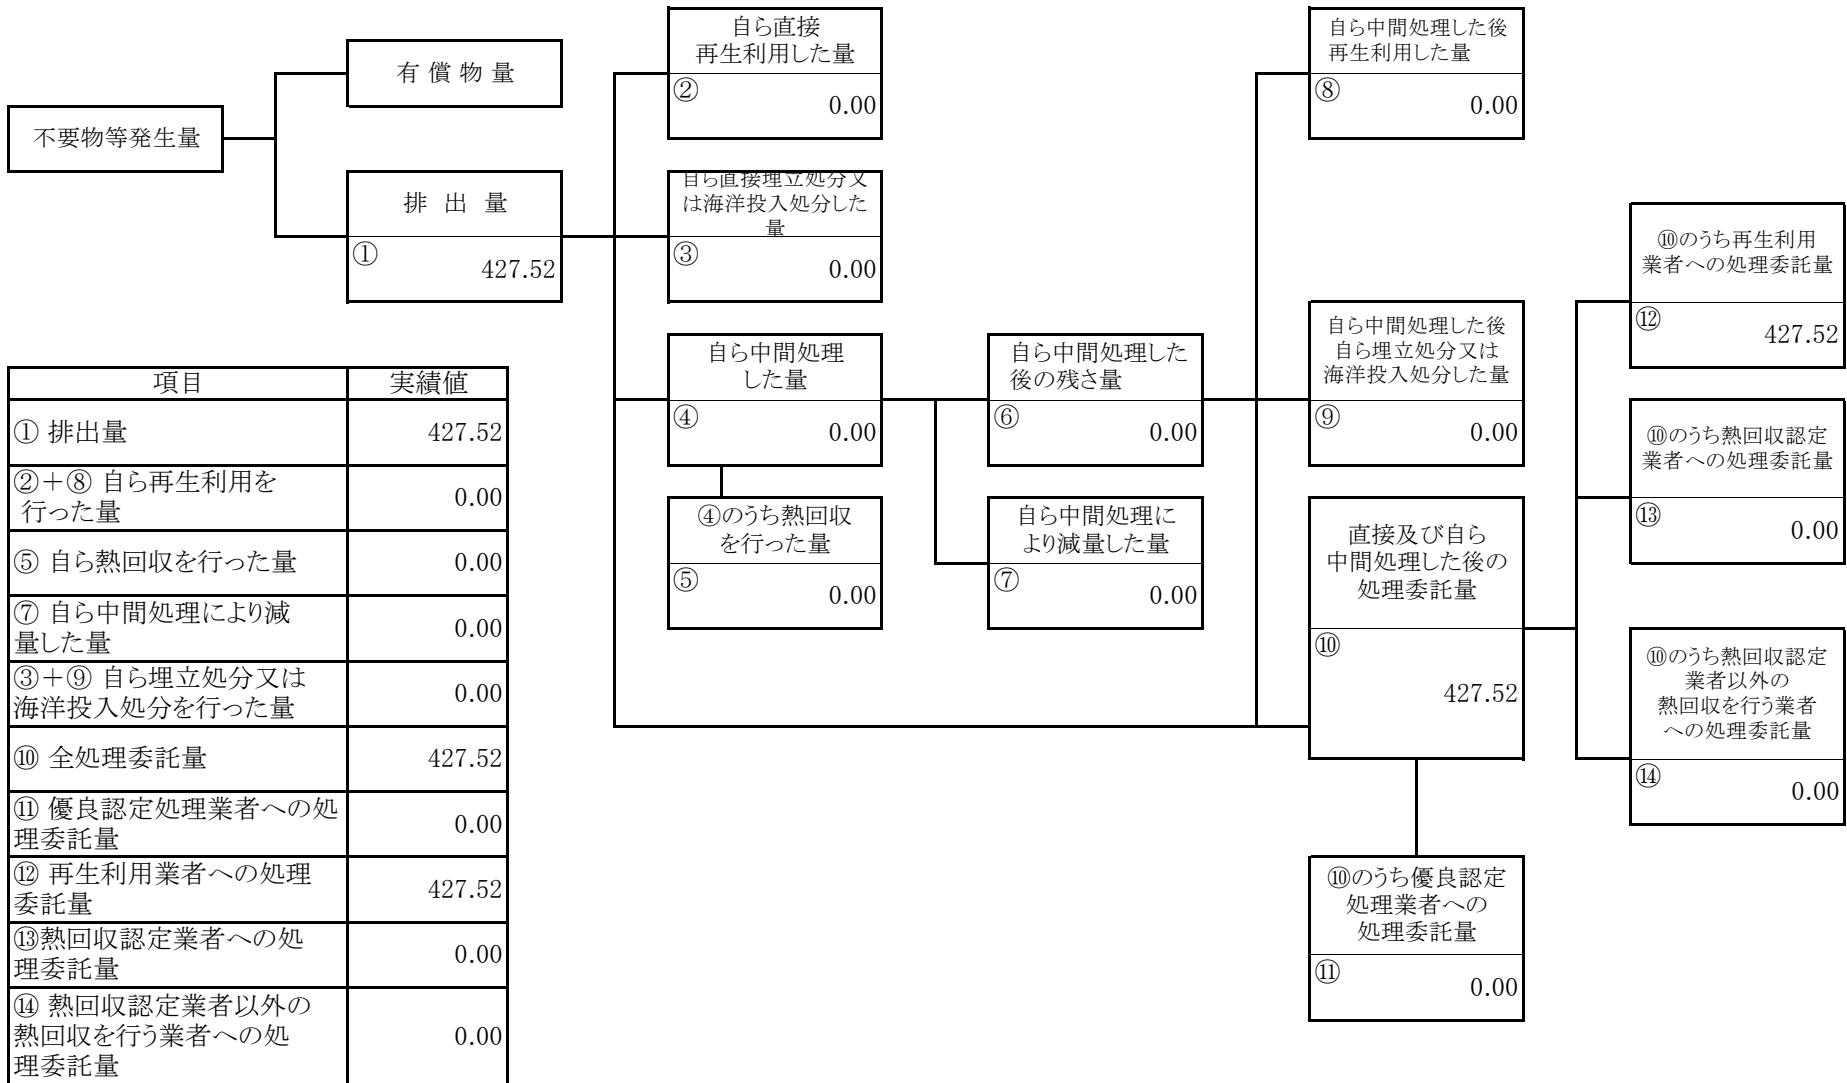 不要物等発生量
有 償 物 量
排 出 量
①
427.52
自ら直接
再生利用した量
②
0.00
自ら直接埋立処分又
は海洋投入処分した
量
③
0.00
自ら中間処理
した量
④
0.00
④のうち熱回収
を行った量
⑤
0.00
自ら中間処理した
後の残さ量
⑥
0.00
自ら中間処理に
より減量した量
⑦
0.00
自ら中間処理した後
再生利用した量
⑧
0.00
自ら中間処理した後
自ら埋立処分又は
海洋投入処分した量
⑨
0.00
直接及び自ら
中間処理した後の
処理委託量
⑩
427.52
⑩のうち優良認定
処理業者への
処理委託量
⑪
0.00
⑩のうち再生利用
業者への処理委託量
⑫
427.52
⑩のうち熱回収認定
業者への処理委託量
⑬
0.00
⑩のうち熱回収認定
業者以外の
熱回収を行う業者
への処理委託量
⑭
0.00
項目 実績値
① 排出量 427.52
②＋⑧ 自ら再生利用を
行った量
0.00
⑤ 自ら熱回収を行った量 0.00
⑦ 自ら中間処理により減
量した量
0.00
③＋⑨ 自ら埋立処分又は
海洋投入処分を行った量
0.00
⑩ 全処理委託量 427.52
⑪ 優良認定処理業者への処
理委託量
0.00
⑫ 再生利用業者への処理
委託量
427.52
⑬熱回収認定業者への処
理委託量
0.00
⑭ 熱回収認定業者以外の
熱回収を行う業者への処
理委託量
0.00